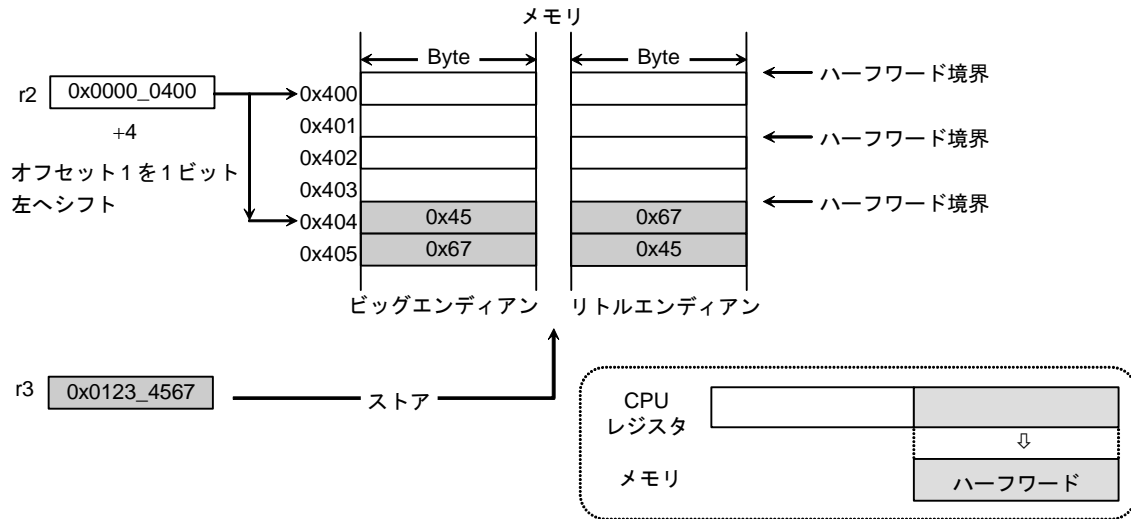 メモリ
Byte
Byte
ハーフワード境界
r2
0x0000_0400
0x400
+4
0x401
ハーフワード境界
オフセット1を1ビット
左へシフト
0x402
0x403
ハーフワード境界
0x404
0x45
0x67
0x405
0x67
0x45
ビッグエンディアン
リトルエンディアン
r3
0x0123_4567
ストア
CPU
レジスタ
⇩
メモリ
ハーフワード